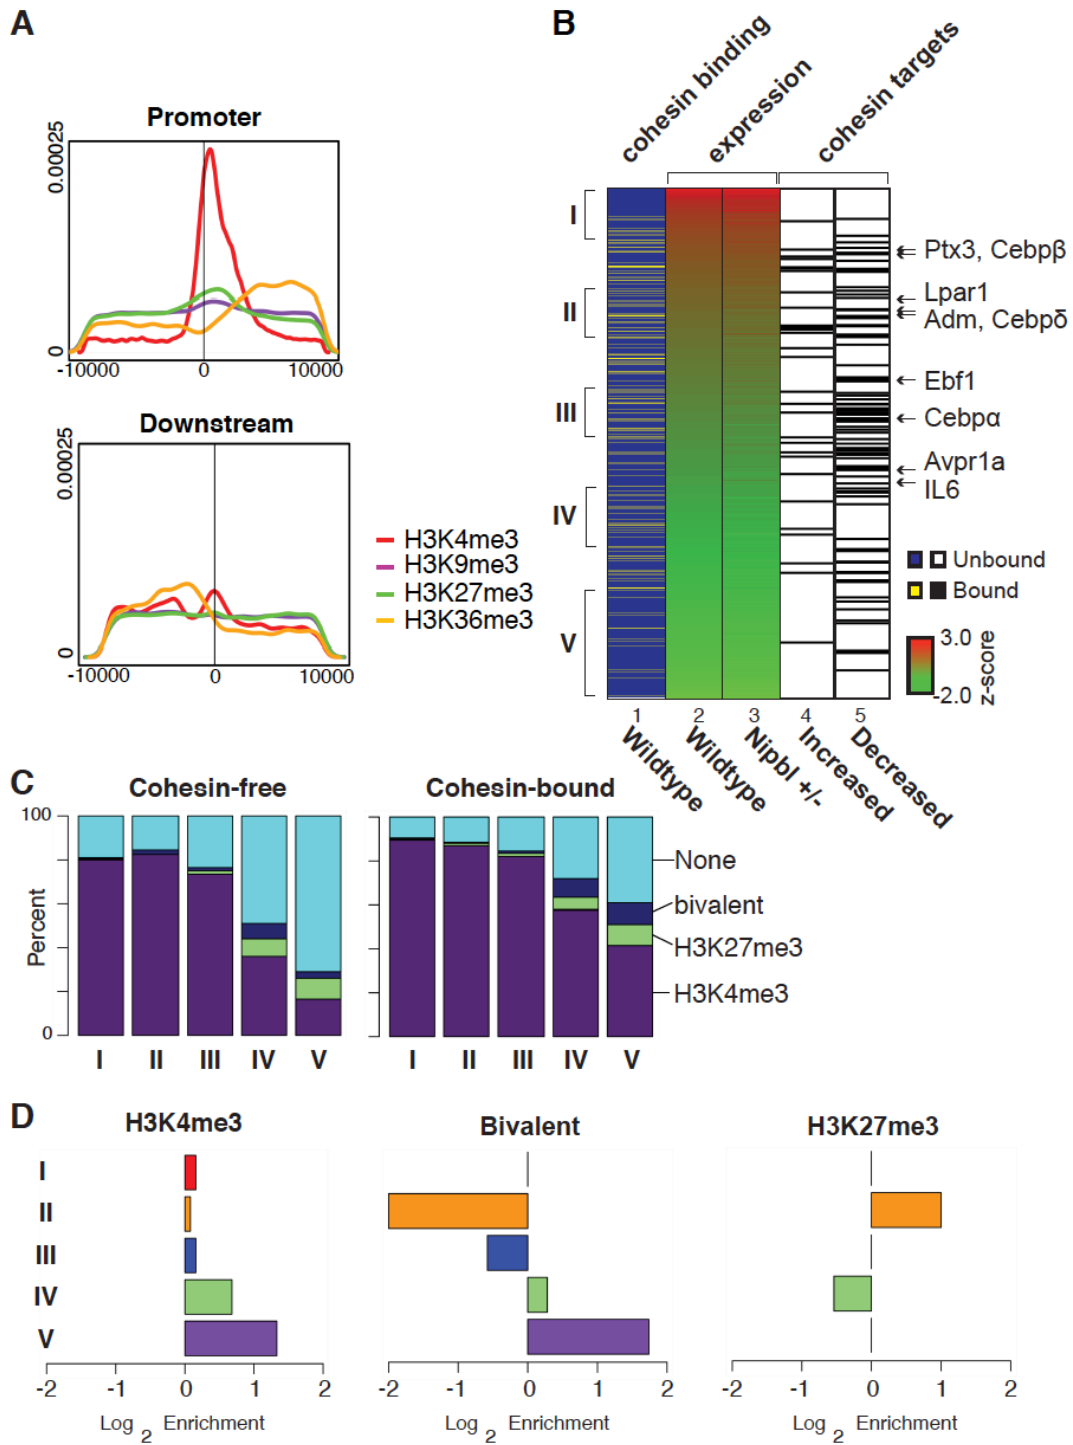 A
Promoter
0.00025
0
-10000
0
10000
Downstream
0.00025
0
-10000
0
10000
H3K4me3
H3K9me3
H3K27me3
H3K36me3
B
cohesin binding
expression
cohesin targets
I
II
III
IV
V
Ptx3, Cebpβ
Lpar1
Adm, Cebpδ
Ebf1
Cebpα
Avpr1a
IL6
Unbound
Bound
3.0
-2.0
z-score
1
2
3
4
5
Wildtype
Wildtype
Nipbl +/-
Increased
Decreased
C
Cohesin-free
Cohesin-bound
100
Percent
0
I II III IV V
I II III IV V
None
bivalent
H3K27me3
H3K4me3
D
H3K4me3
Bivalent
H3K27me3
I
II
III
IV
V
-2 -1 0 1 2
-2 -1 0 1 2
-2 -1 0 1 2
Log 2 Enrichment
Log 2 Enrichment
Log 2 Enrichment